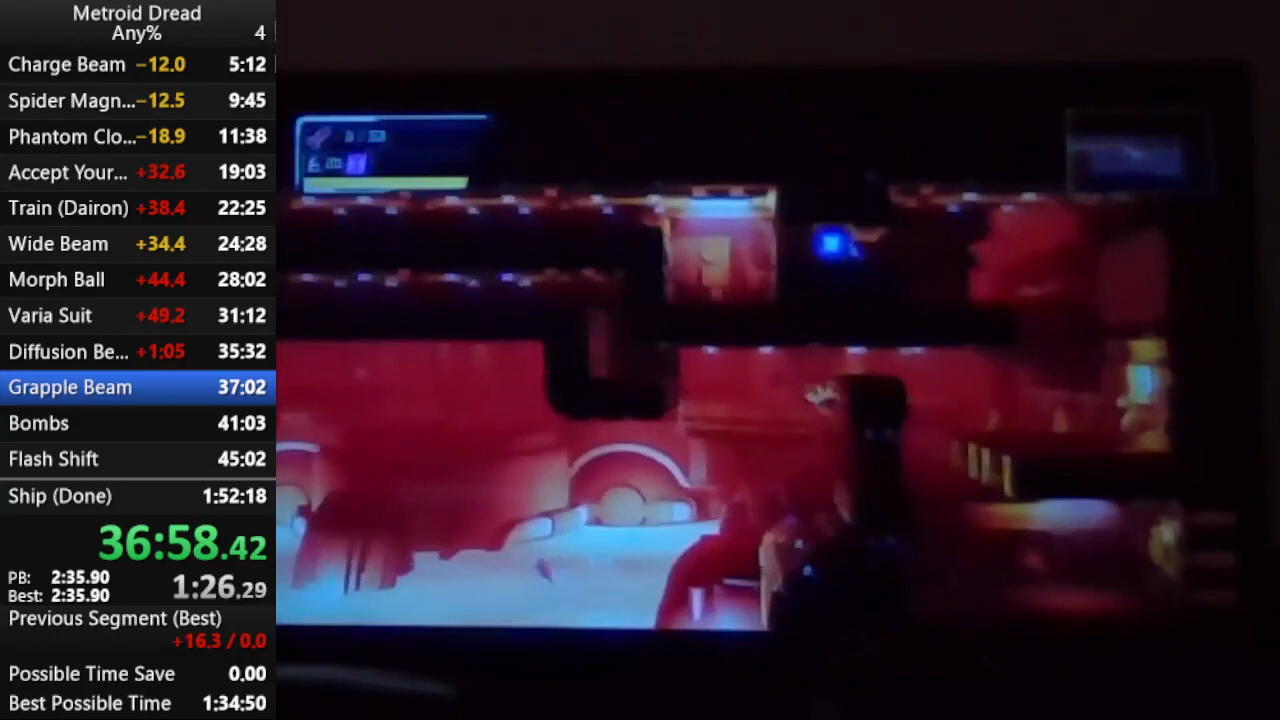 Metroid Dread
Any% 4
Charge Beam −12.0 5:12
Spider Magn... −12.5 9:45
Phantom Clo... −18.9 11:38
Accept Your... +32.6 19:03
Train (Dairon) +38.4 22:25
Wide Beam +34.4 24:28
Morph Ball +44.4 28:02
Varia Suit +49.2 31:12
Diffusion Be... +1:05 35:32
Grapple Beam 37:02
Bombs 41:03
Flash Shift 45:02
Ship (Done) 1:52:18
36:58.42
PB: 2:35.90
Best: 2:35.90 1:26.29
Previous Segment (Best)
+16.3 / 0.0
Possible Time Save 0.00
Best Possible Time 1:34:50